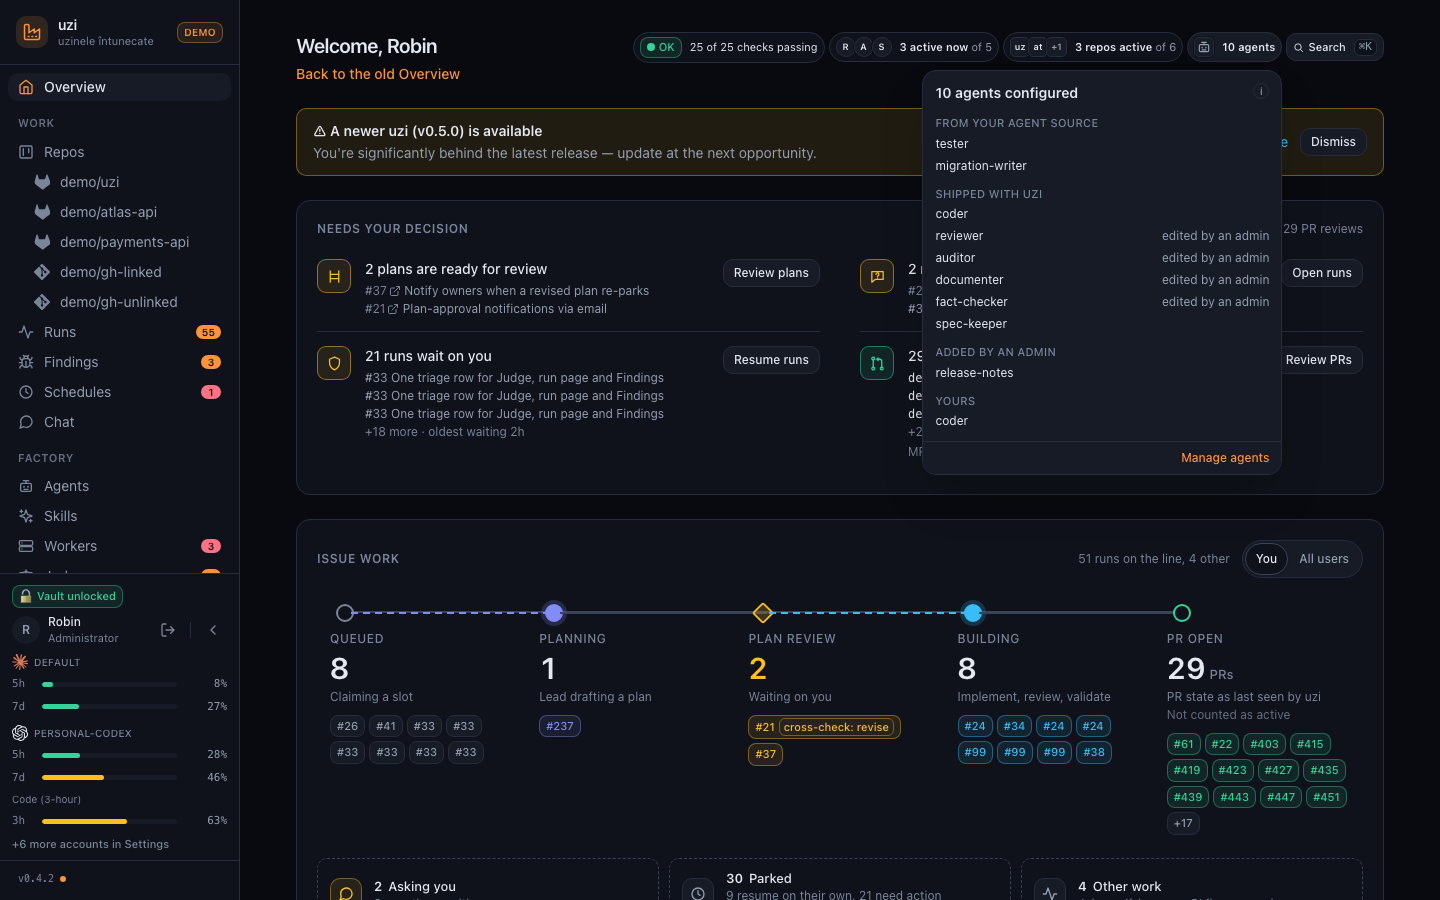 uzi
uzinele întunecate
DEMO
Overview
WORK
Repos
demo/uzi
demo/atlas-api
demo/payments-api
demo/gh-linked
demo/gh-unlinked
Runs 55
Findings 3
Schedules 1
Chat
FACTORY
Agents
Skills
Workers 3
Vault unlocked
R
Robin
Administrator
DEFAULT
5h 8%
7d 27%
PERSONAL-CODEX
5h 28%
7d 46%
Code (3-hour)
3h 63%
+6 more accounts in Settings
v0.4.2
Welcome, Robin
Back to the old Overview
OK 25 of 25 checks passing
R A S 3 active now of 5
uz at +1 3 repos active of 6
10 agents
Search ⌘K
A newer uzi (v0.5.0) is available
You're significantly behind the latest release — update at the next opportunity.
e
Dismiss
10 agents configured
i
FROM YOUR AGENT SOURCE
tester
migration-writer
SHIPPED WITH UZI
coder
reviewer edited by an admin
auditor edited by an admin
documenter edited by an admin
fact-checker edited by an admin
spec-keeper
ADDED BY AN ADMIN
release-notes
YOURS
coder
Manage agents
NEEDS YOUR DECISION
29 PR reviews
2 plans are ready for review
#37 Notify owners when a revised plan re-parks
#21 Plan-approval notifications via email
Review plans
2
#2
#3
Open runs
21 runs wait on you
#33 One triage row for Judge, run page and Findings
#33 One triage row for Judge, run page and Findings
#33 One triage row for Judge, run page and Findings
+18 more · oldest waiting 2h
Resume runs
29
de
de
de
+2
Review PRs
ISSUE WORK
51 runs on the line, 4 other
You
All users
QUEUED
8
Claiming a slot
#26 #41 #33 #33
#33 #33 #33 #33
PLANNING
1
Lead drafting a plan
#237
PLAN REVIEW
2
Waiting on you
#21 cross-check: revise
#37
BUILDING
8
Implement, review, validate
#24 #34 #24 #24
#99 #99 #99 #38
PR OPEN
29 PRs
PR state as last seen by uzi
Not counted as active
#61 #22 #403 #415
#419 #423 #427 #435
#439 #443 #447 #451
+17
2 Asking you
30 Parked
9 resume on their own, 21 need action
4 Other work